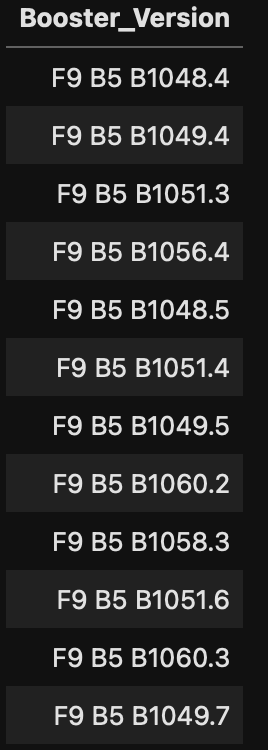 Booster_Version
F9 B5 B1048.4
F9 B5 B1049.4
F9 B5 B1051.3
F9 B5 B1056.4
F9 B5 B1048.5
F9 B5 B1051.4
F9 B5 B1049.5
F9 B5 B1060.2
F9 B5 B1058.3
F9 B5 B1051.6
F9 B5 B1060.3
F9 B5 B1049.7